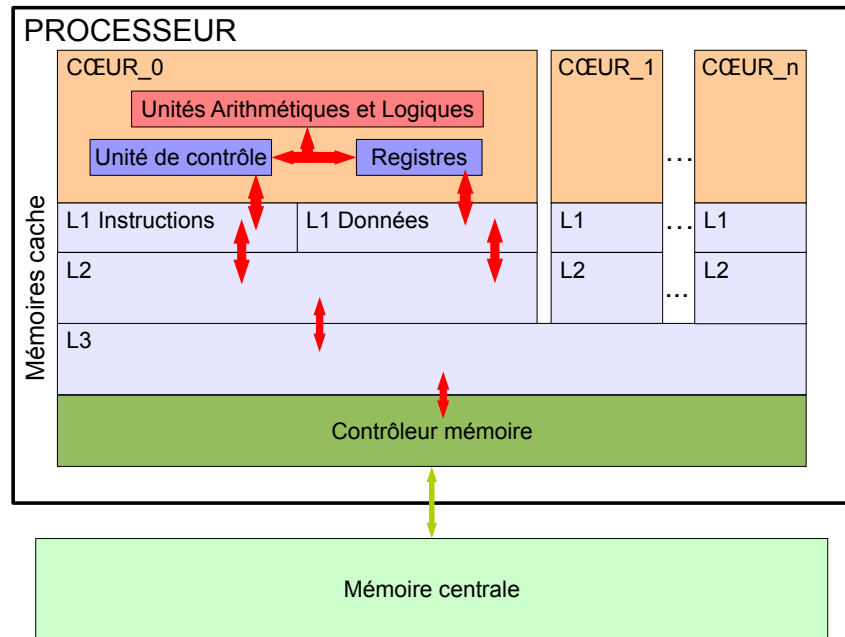 PROCESSEUR
CŒUR_0
CŒUR_1
CŒUR_n
Unités Arithmétiques et Logiques
Unité de contrôle
Registres
...
L1 Instructions
L1 Données
L1
...
L1
L2
L2
...
L2
L3
Mémoires cache
Contrôleur mémoire
Mémoire centrale